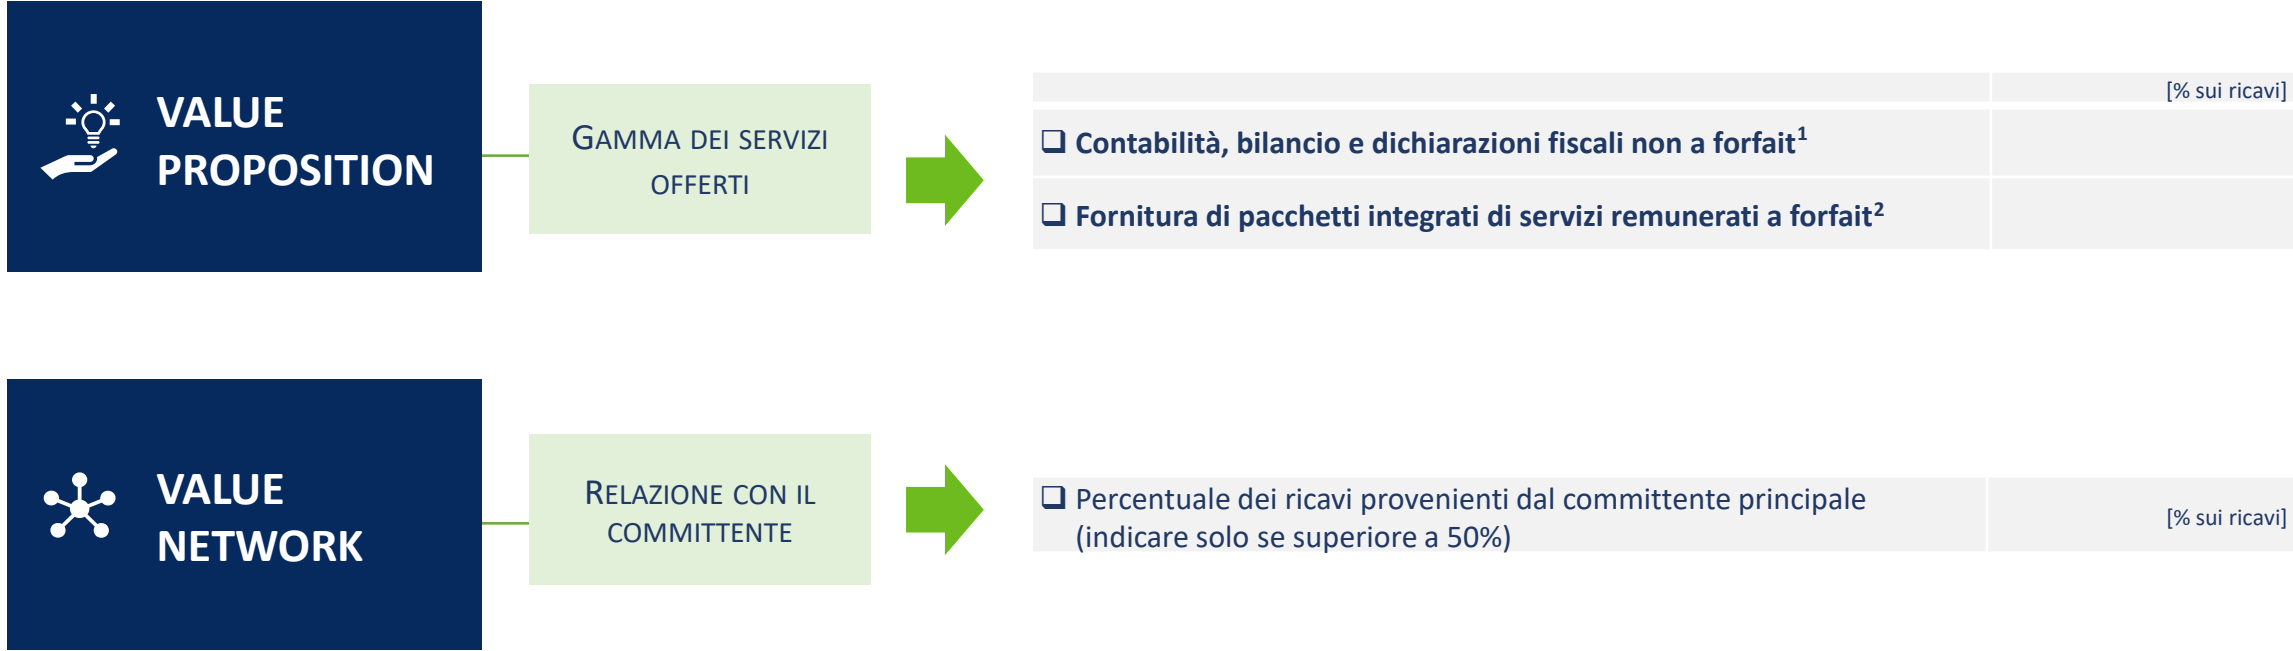 VALUE
PROPOSITION
GAMMA DEI SERVIZI
OFFERTI
[% sui ricavi]
❑ Contabilità, bilancio e dichiarazioni fiscali non a forfait¹
❑ Fornitura di pacchetti integrati di servizi remunerati a forfait²
VALUE
NETWORK
RELAZIONE CON IL
COMMITTENTE
❑ Percentuale dei ricavi provenienti dal committente principale
(indicare solo se superiore a 50%)
[% sui ricavi]